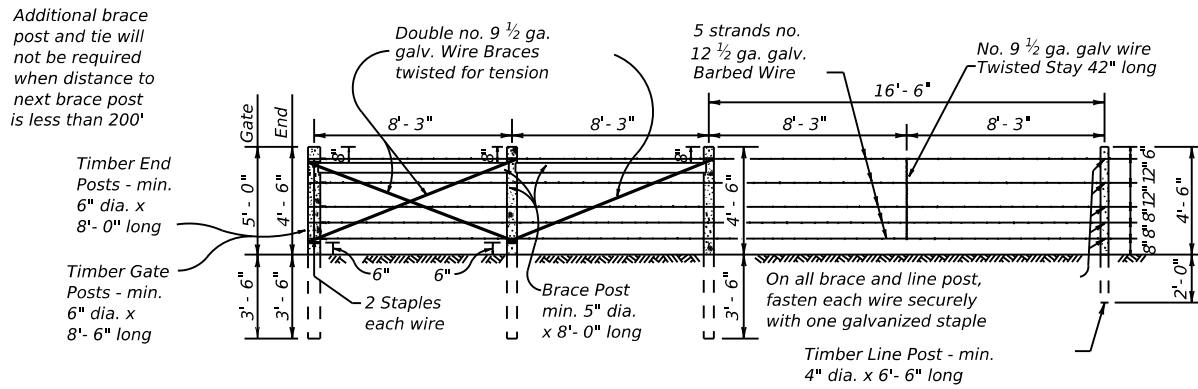 Additional brace
post and tie will
not be required
when distance to
next brace post
is less than 200'
Double no. 9 ½ ga.
galv. Wire Braces
twisted for tension
5 strands no.
12 ½ ga. galv.
Barbed Wire
No. 9 ½ ga. galv wire
Twisted Stay 42" long
16'- 6"
Gate
End
8'- 3"
8'- 3"
8'- 3"
8'- 3"
8"
8"
8"
Timber End
Posts - min.
6" dia. x
8'- 0" long
5'- 0"
4'- 6"
4'- 6"
6"
12"
12"
8"
8"
8"
4'- 6"
Timber Gate
Posts - min.
6" dia. x
8'- 6" long
3'- 6"
3'- 6"
6"
6"
2 Staples
each wire
Brace Post
min. 5" dia.
x 8'- 0" long
3'- 6"
On all brace and line post,
fasten each wire securely
with one galvanized staple
2'- 0"
Timber Line Post - min.
4" dia. x 6'- 6" long